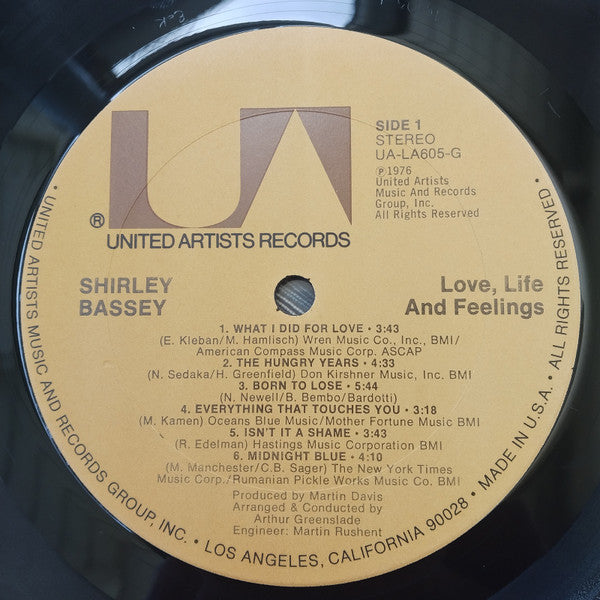 UA
SIDE 1
STEREO
UA-LA605-G
Ⓟ1976
United Artists
Music And Records
Group, Inc.
All Rights Reserved
®
UNITED ARTISTS RECORDS
SHIRLEY
BASSEY
Love, Life
And Feelings
1. WHAT I DID FOR LOVE • 3:43
(E. Kleban/M. Hamlisch) Wren Music Co., Inc., BMI/
American Compass Music Corp. ASCAP
2. THE HUNGRY YEARS • 4:33
(N. Sedaka/H. Greenfield) Don Kirshner Music, Inc. BMI
3. BORN TO LOSE • 5:44
(N. Newell/B. Bembo/Bardotti)
4. EVERYTHING THAT TOUCHES YOU • 3:18
(M. Kamen) Oceans Blue Music/Mother Fortune Music BMI
5. ISN'T IT A SHAME • 3:43
(R. Edelman) Hastings Music Corporation BMI
6. MIDNIGHT BLUE • 4:10
(M. Manchester/C.B. Sager) The New York Times
Music Corp./Rumanian Pickle Works Music Co. BMI
Produced by Martin Davis
Arranged & Conducted by
Arthur Greenslade
Engineer: Martin Rushent
• UNITED ARTISTS MUSIC AND RECORDS GROUP, INC. • LOS ANGELES, CALIFORNIA 90028 • MADE IN U.S.A. • ALL RIGHTS RESERVED •